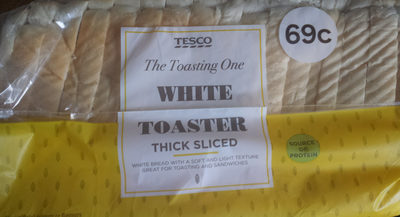 TESCO
69c
The Toasting One
WHITE
TOASTER
THICK SLICED
WHITE BREAD WITH A SOFT AND LIGHT TEXTURE
GREAT FOR TOASTING AND SANDWICHES
SOURCE
OF
PROTEIN